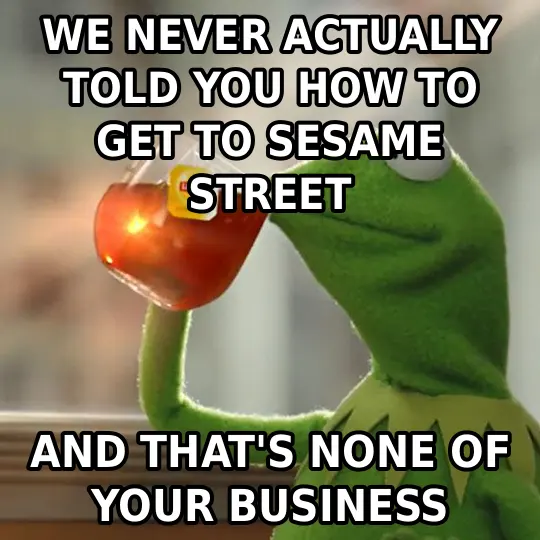 WE NEVER ACTUALLY
TOLD YOU HOW TO
GET TO SESAME
STREET
AND THAT'S NONE OF
YOUR BUSINESS